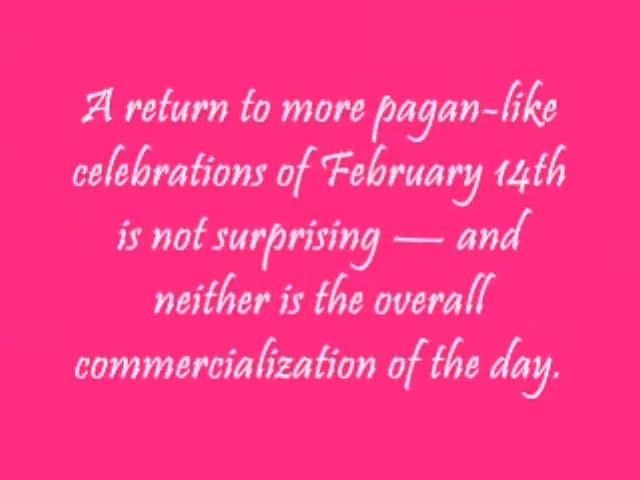 A return to more pagan-like
celebrations of February 14th
is not surprising — and
neither is the overall
commercialization of the day.